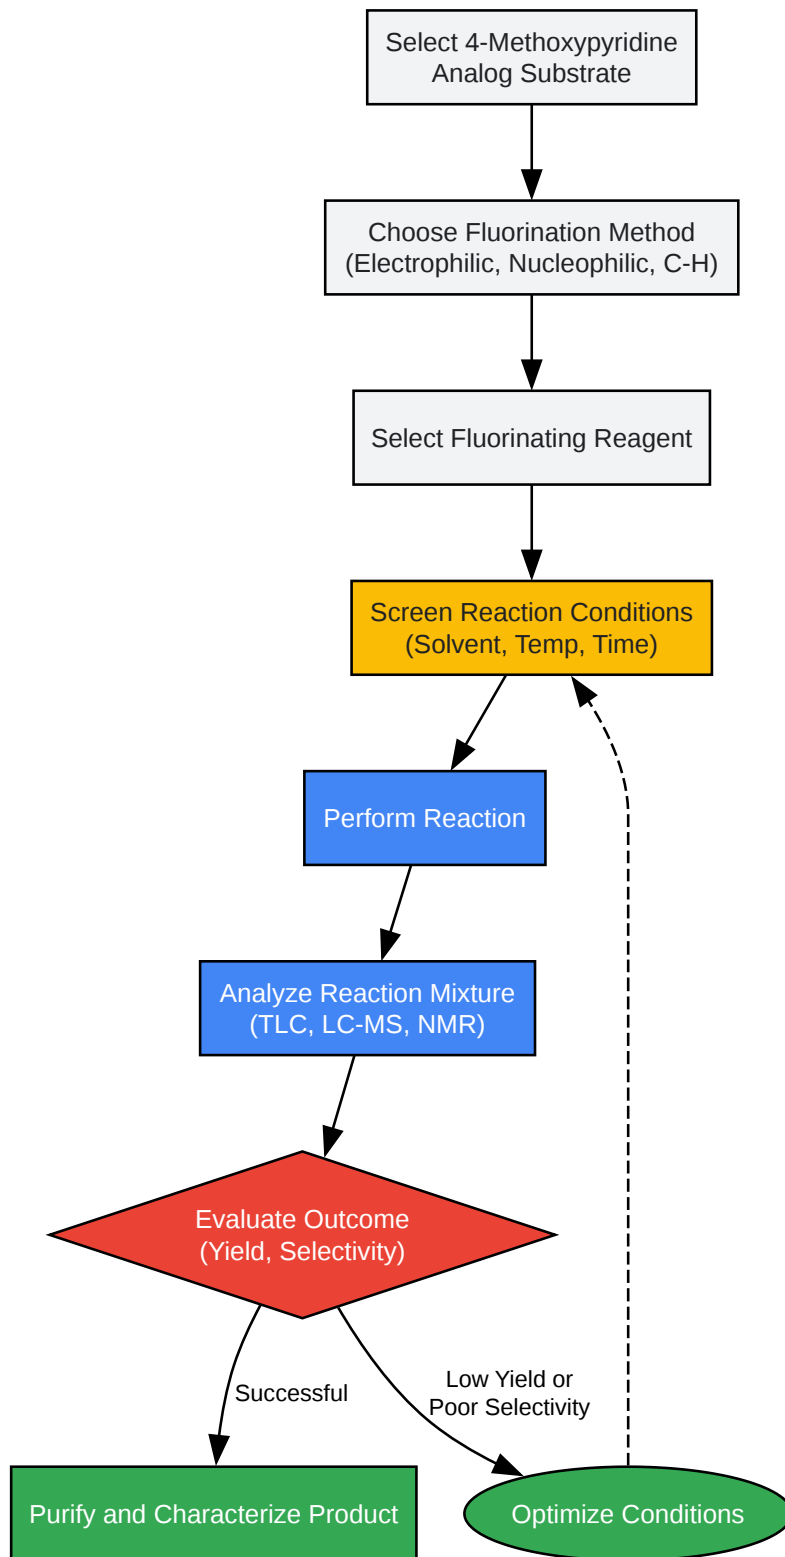 Select 4-Methoxypyridine
Analog Substrate
Choose Fluorination Method
(Electrophilic, Nucleophilic, C-H)
Select Fluorinating Reagent
Screen Reaction Conditions
(Solvent, Temp, Time)
Perform Reaction
Analyze Reaction Mixture
(TLC, LC-MS, NMR)
Evaluate Outcome
(Yield, Selectivity)
Successful
Low Yield or
Poor Selectivity
Purify and Characterize Product
Optimize Conditions